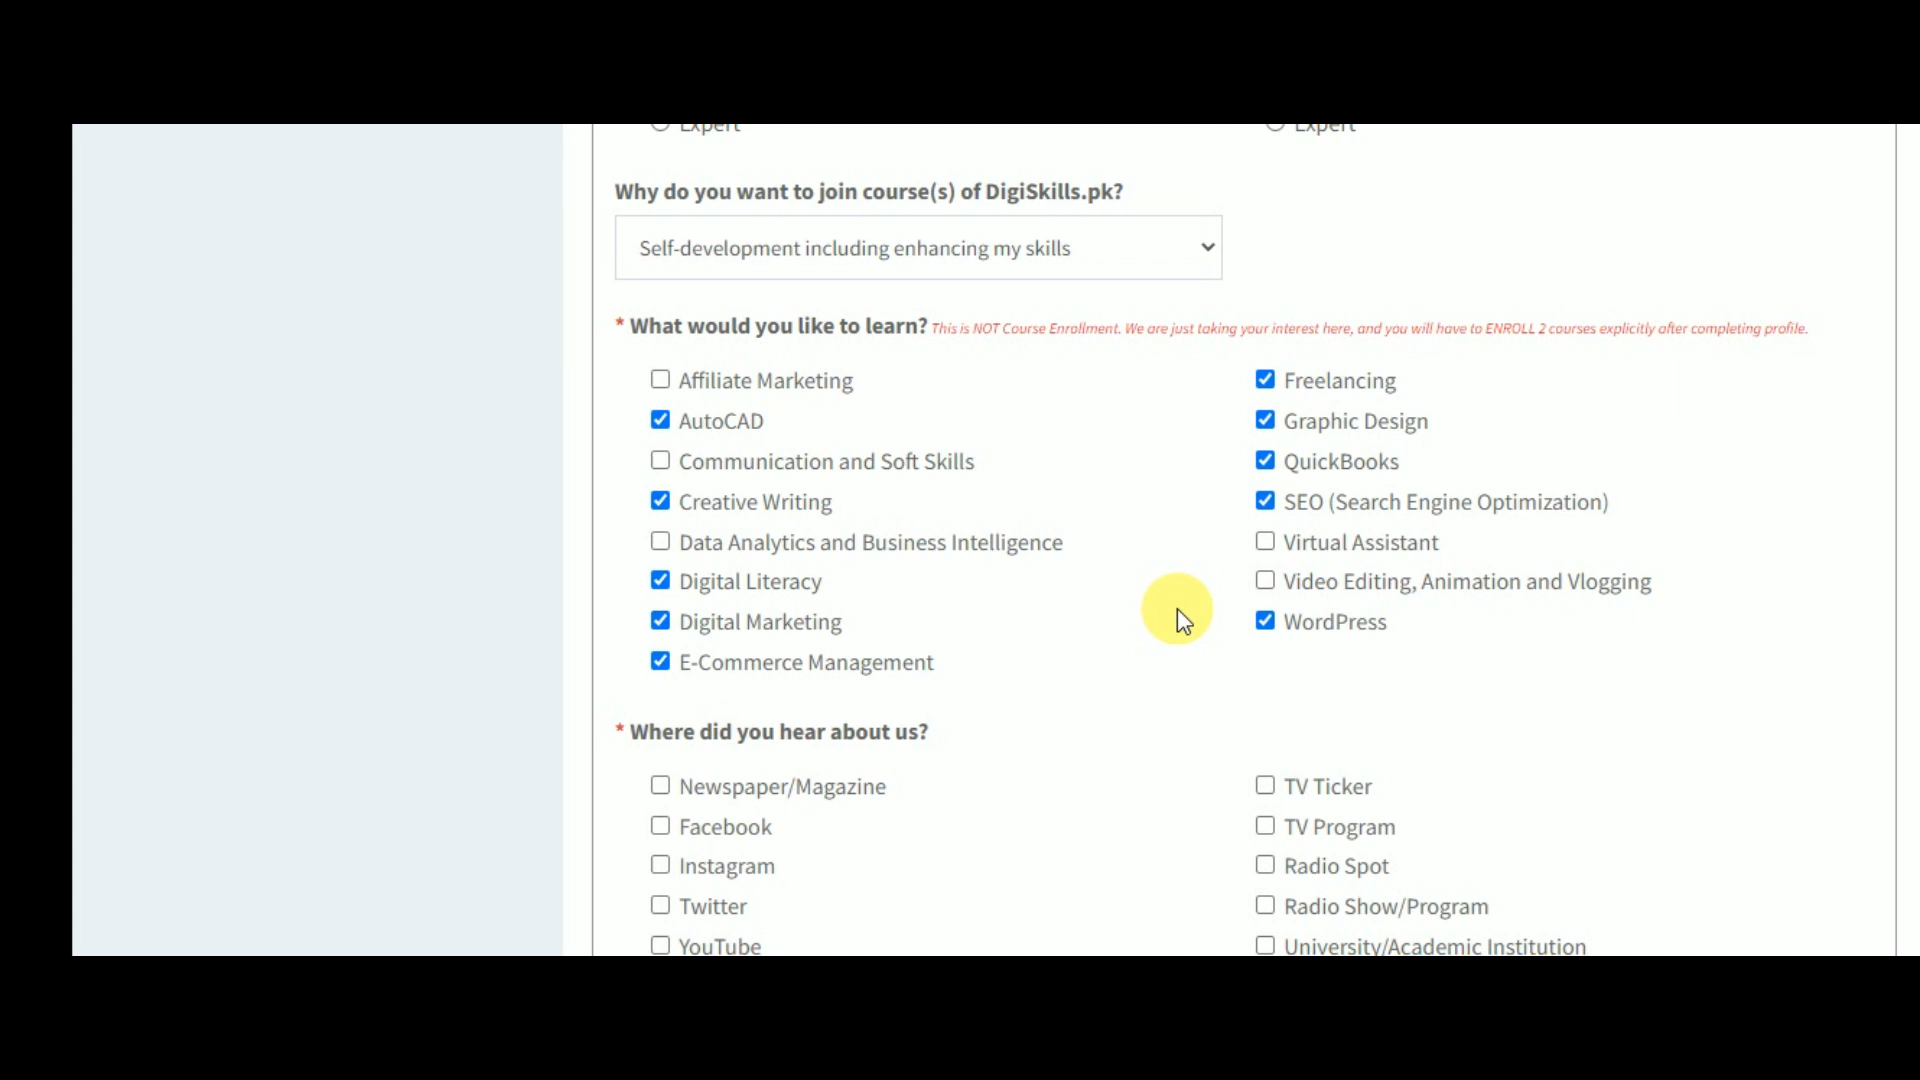 Expert Expert
Why do you want to join course(s) of DigiSkills.pk?
Self-development including enhancing my skills
* What would you like to learn? This is NOT Course Enrollment. We are just taking your interest here, and you will have to ENROLL 2 courses explicitly after completing profile.
Affiliate Marketing Freelancing
AutoCAD Graphic Design
Communication and Soft Skills QuickBooks
Creative Writing SEO (Search Engine Optimization)
Data Analytics and Business Intelligence Virtual Assistant
Digital Literacy Video Editing, Animation and Vlogging
Digital Marketing WordPress
E-Commerce Management
* Where did you hear about us?
Newspaper/Magazine TV Ticker
Facebook TV Program
Instagram Radio Spot
Twitter Radio Show/Program
YouTube University/Academic Institution